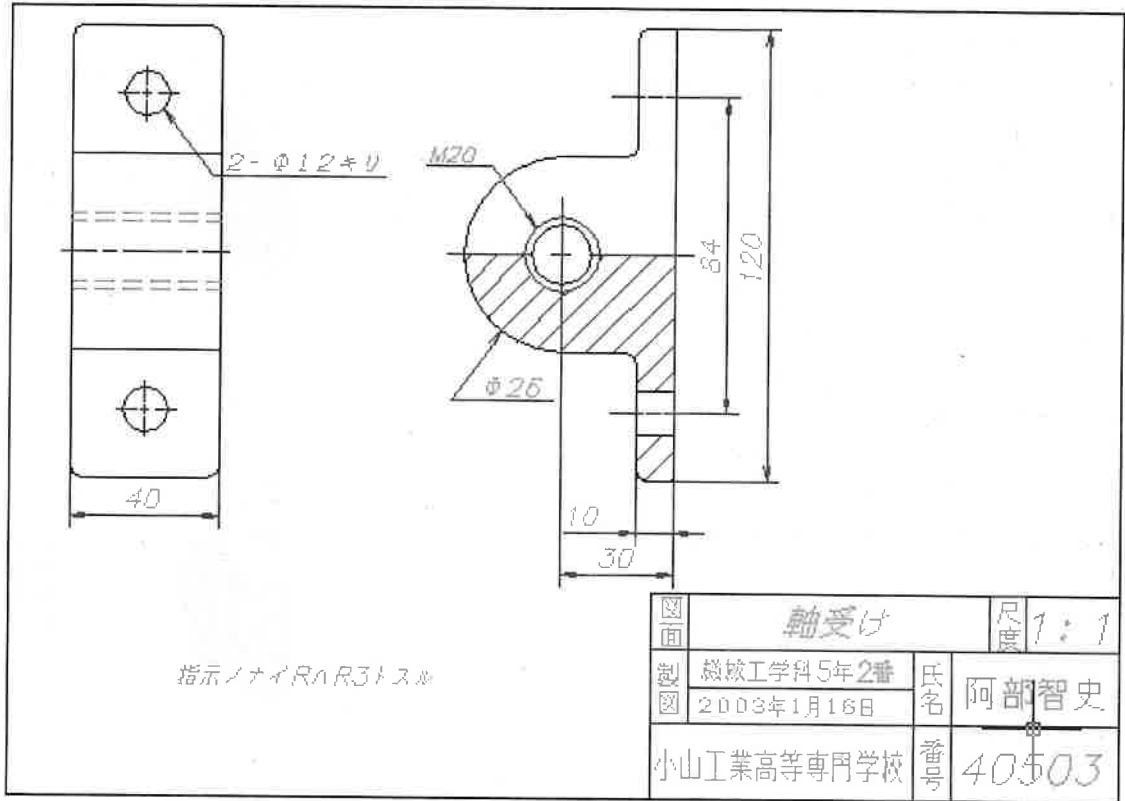 2-Φ12キリ
M20
84
120
Φ26
40
10
30
指示ノナイRハR3トスル
図面
軸受け
尺度
1:1
製図
機械工学科5年2番
2003年1月16日
氏名
阿部智史
小山工業高等専門学校
番号
40503